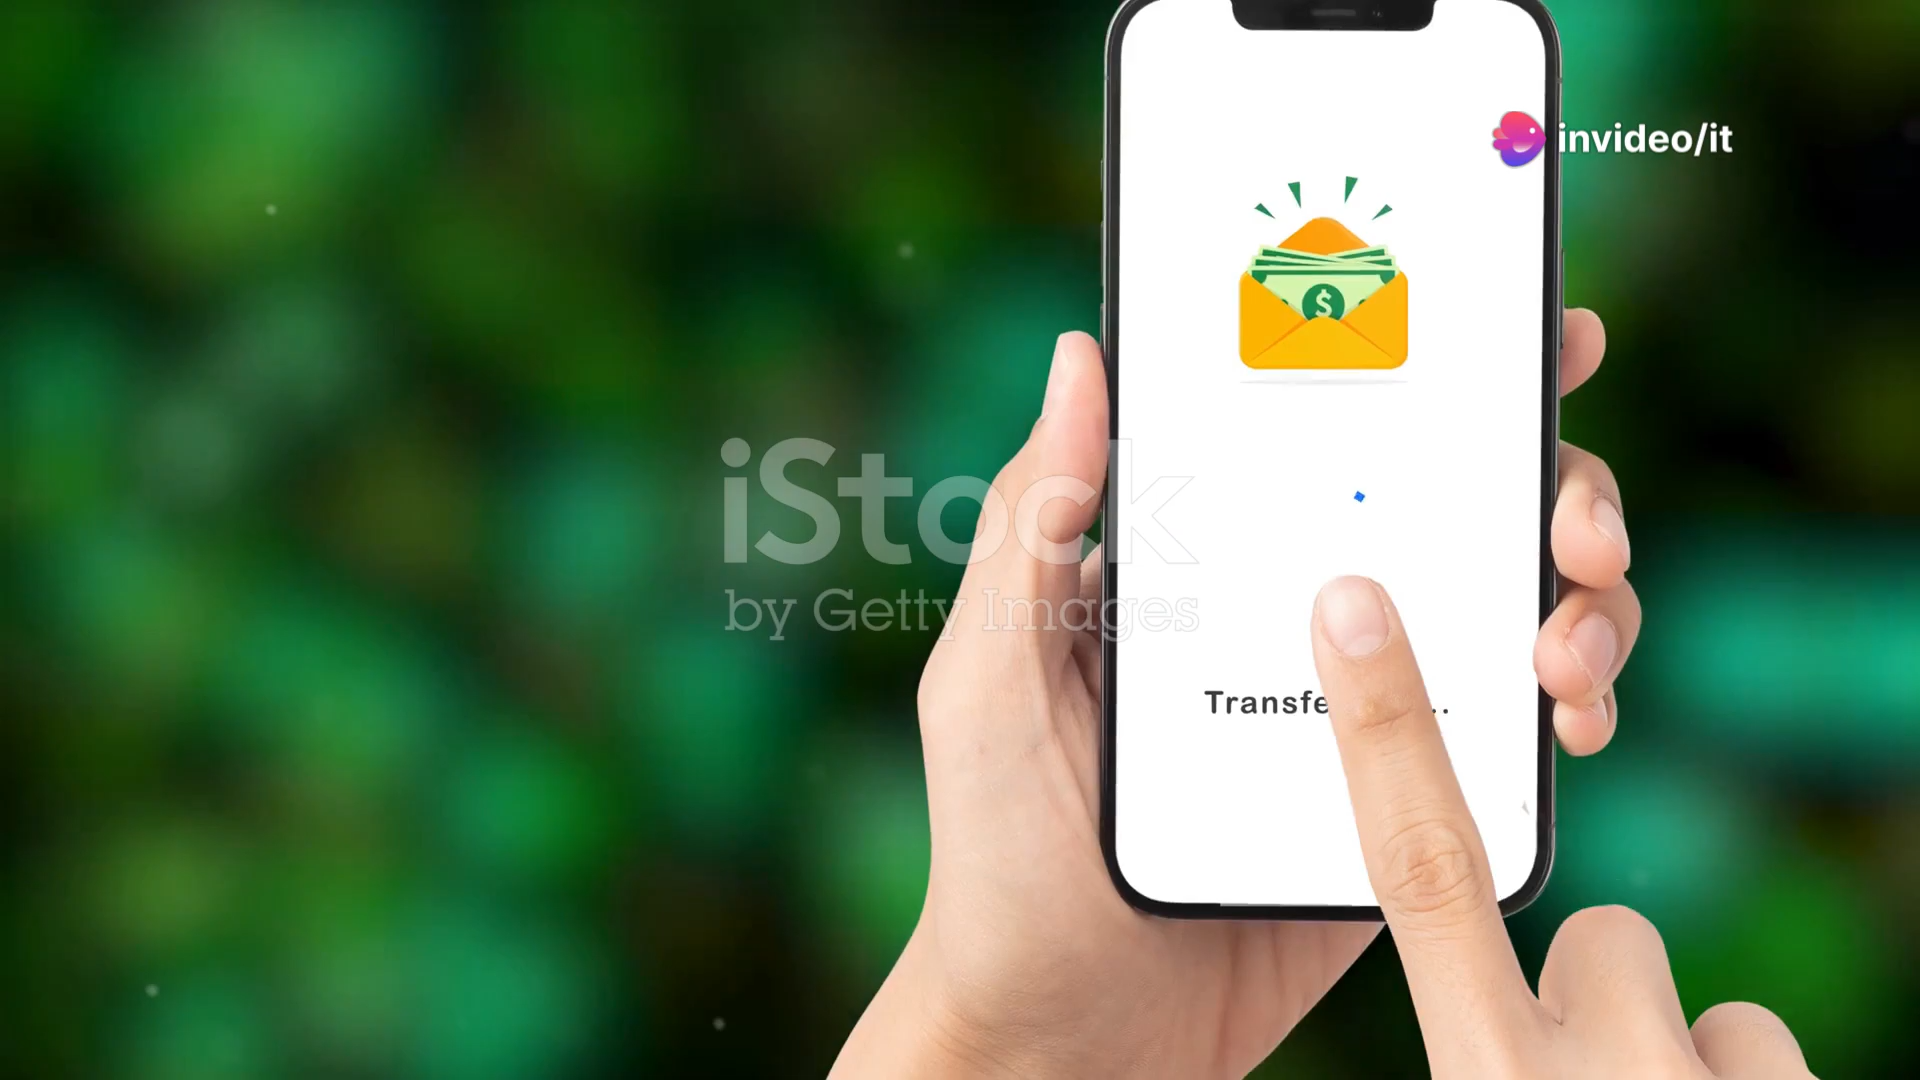 invideo/it
$
iStock
by Getty Images
Transfe...